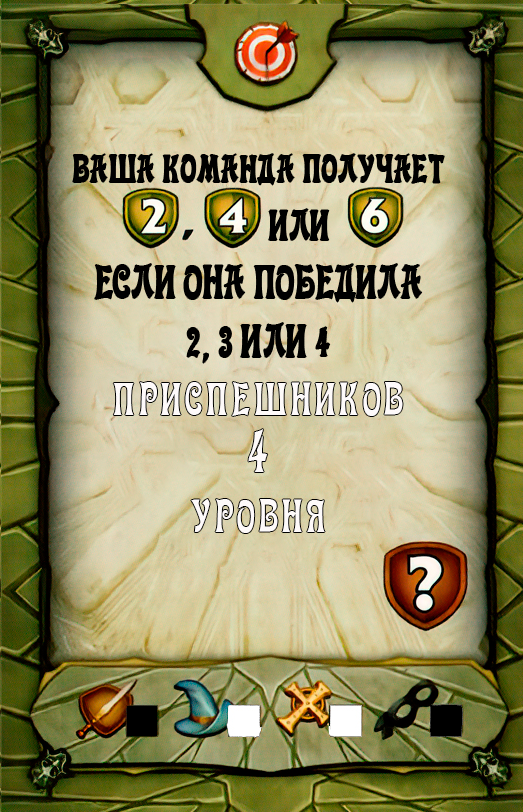 ВАША КОМАНДА ПОЛУЧАЕТ
2, 4 ИЛИ 6
ЕСЛИ ОНА ПОБЕДИЛА
2, 3 ИЛИ 4
ПРИСПЕШНИКОВ
4
УРОВНЯ
?